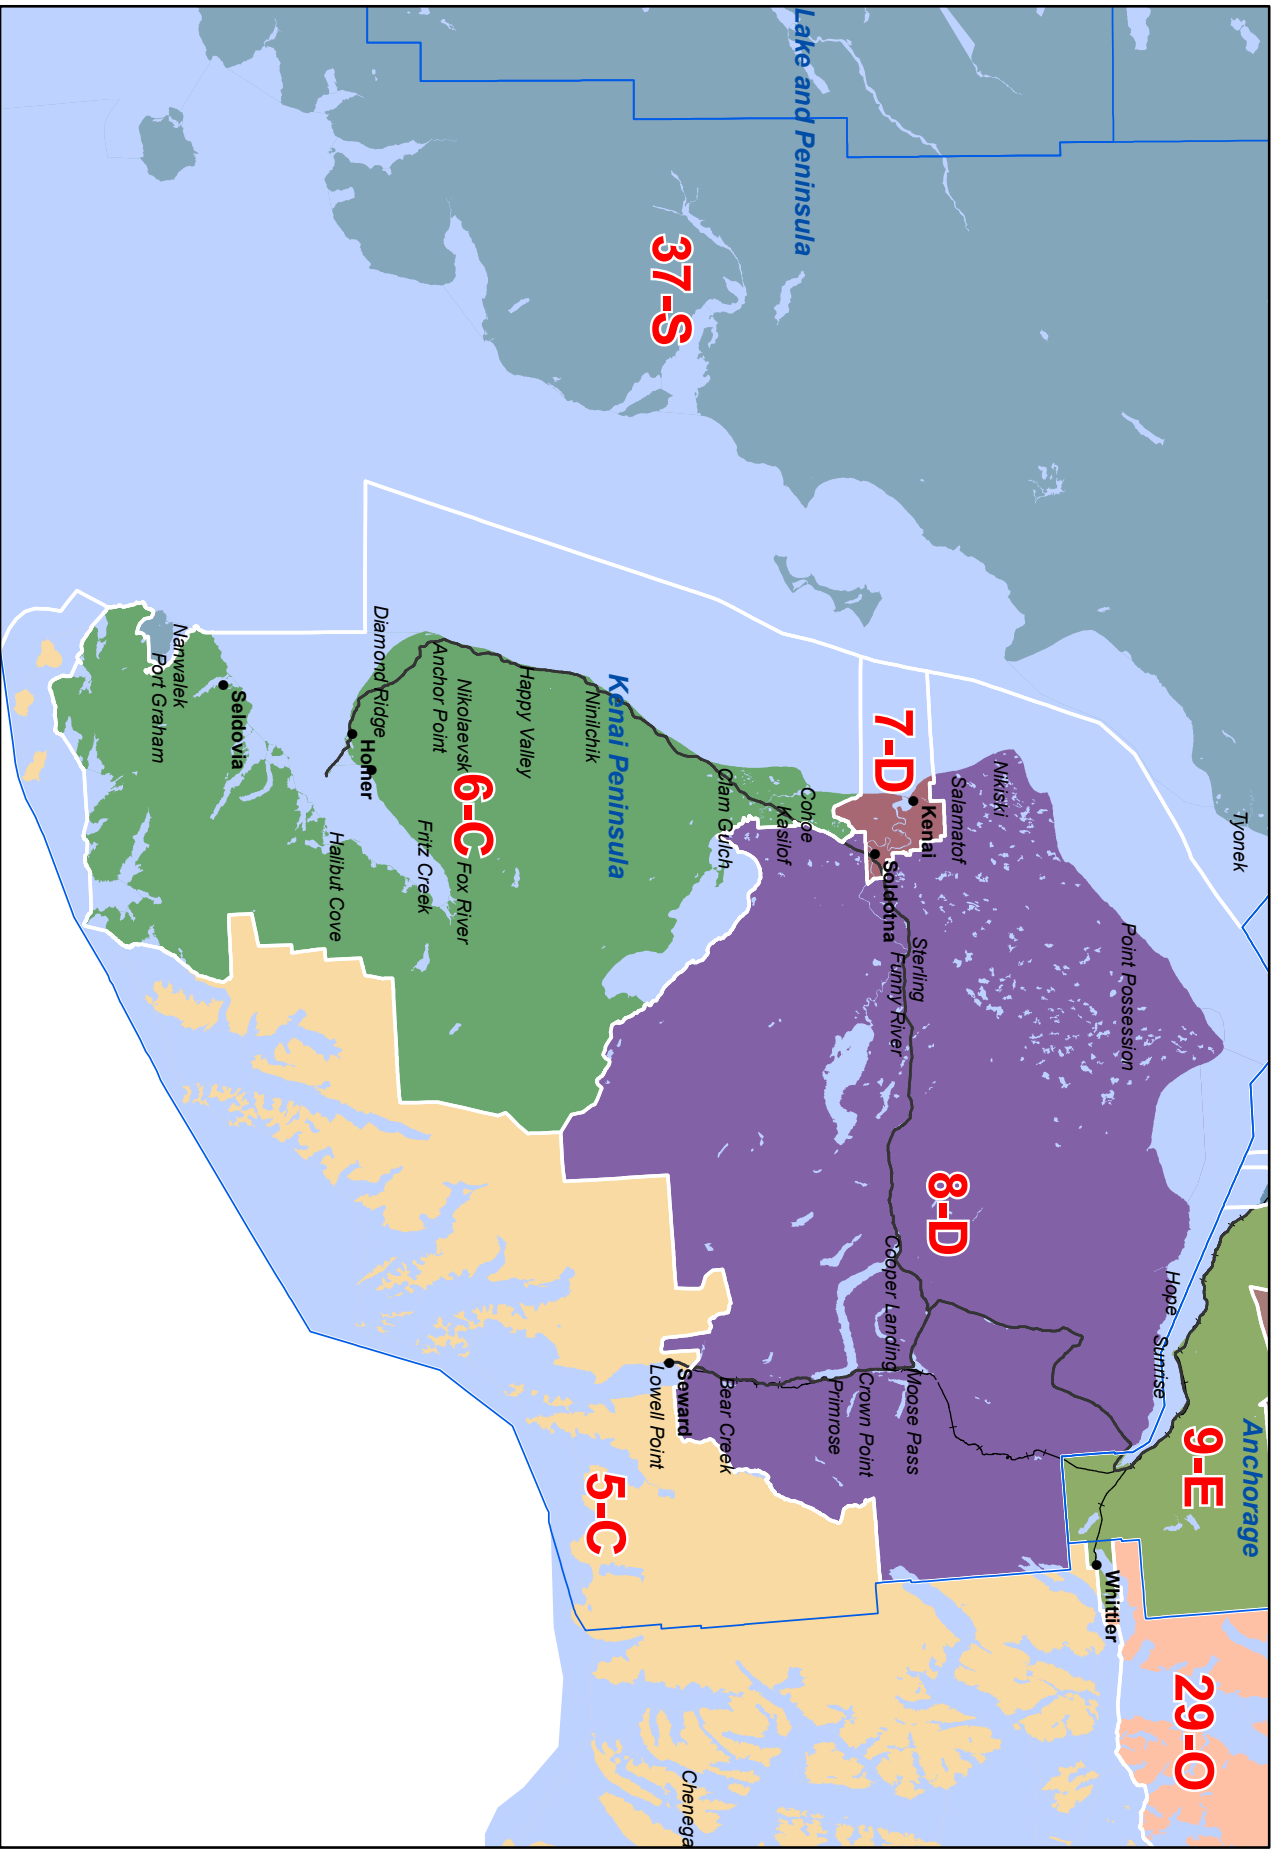 Lake and Peninsula
37-S
Tyonek
Anchorage
9-E
29-O
Whittier
Point Possession
Hope
Sunrise
Nikiski
Salamatof
7-D
Kenai
Soldotna
Sterling
Funny River
8-D
Cooper Landing
Moose Pass
Crown Point
Primrose
Cohoe
Kasilof
Clam Gulch
Bear Creek
Seward
Lowell Point
Chenega
Kenai Peninsula
Ninilchik
Happy Valley
Nikolaevsk
6-C
Fox River
Anchor Point
Fritz Creek
Diamond Ridge
Homer
Halibut Cove
5-C
Seldovia
Nanwalek
Port Graham